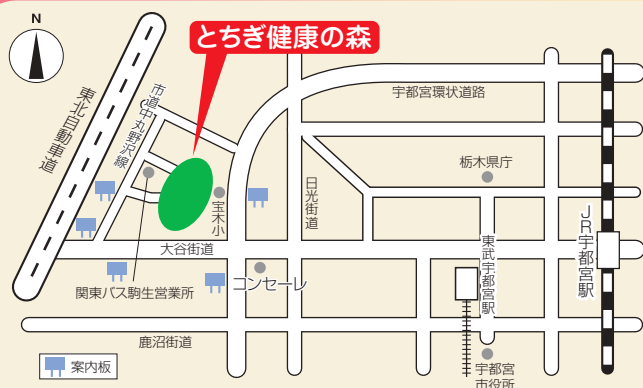 N
とちぎ健康の森
東北自動車道
市道中丸野沢線
宇都宮環状道路
栃木県庁
宝木小
日光街道
JR宇都宮駅
大谷街道
東武宇都宮駅
コンセーレ
関東バス駒生営業所
鹿沼街道
案内板
宇都宮
市役所